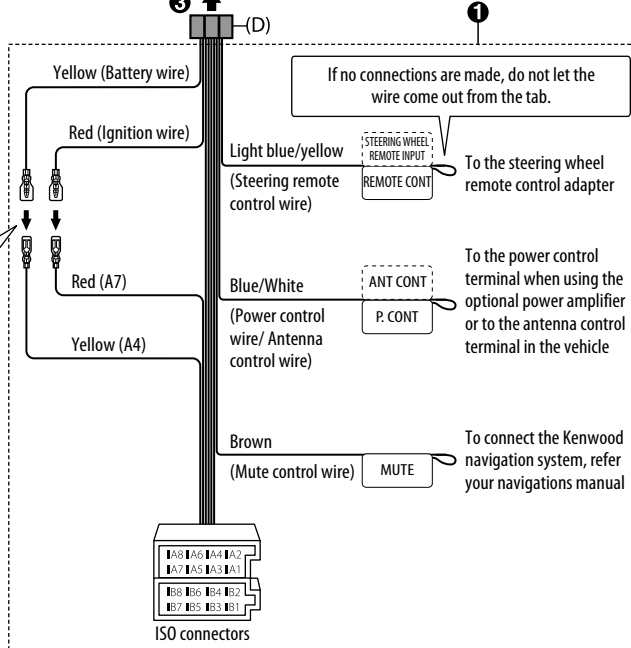 ❸
(D)
❶
Yellow (Battery wire)
If no connections are made, do not let the
wire come out from the tab.
Red (Ignition wire)
Light blue/yellow
(Steering remote
control wire)
STEERING WHEEL
REMOTE INPUT
REMOTE CONT
To the steering wheel
remote control adapter
Red (A7)
Yellow (A4)
Blue/White
(Power control
wire/ Antenna
control wire)
ANT CONT
P. CONT
To the power control
terminal when using the
optional power amplifier
or to the antenna control
terminal in the vehicle
Brown
(Mute control wire)
MUTE
To connect the Kenwood
navigation system, refer
your navigations manual
A8 A6 A4 A2
A7 A5 A3 A1
B8 B6 B4 B2
B7 B5 B3 B1
ISO connectors